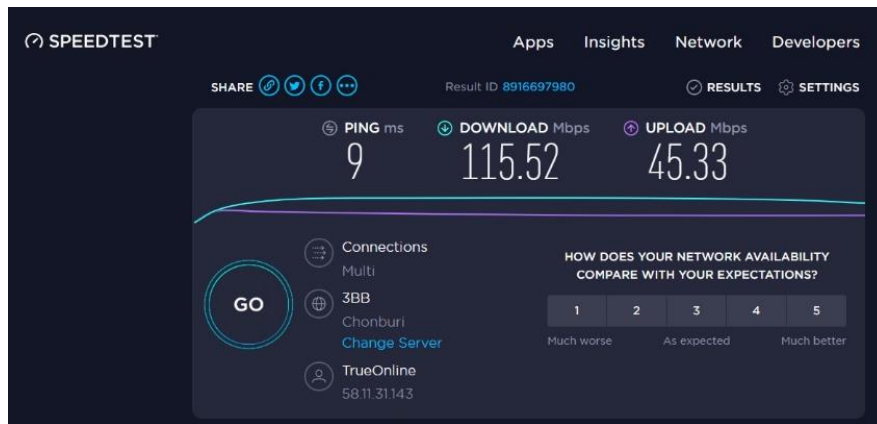 SPEEDTEST
Apps Insights Network Developers
SHARE
Result ID 8916697980
RESULTS SETTINGS
PING ms DOWNLOAD Mbps UPLOAD Mbps
9 115.52 45.33
GO
Connections
Multi
3BB
Chonburi
Change Server
TrueOnline
58.11.31.143
HOW DOES YOUR NETWORK AVAILABILITY
COMPARE WITH YOUR EXPECTATIONS?
1 2 3 4 5
Much worse As expected Much better